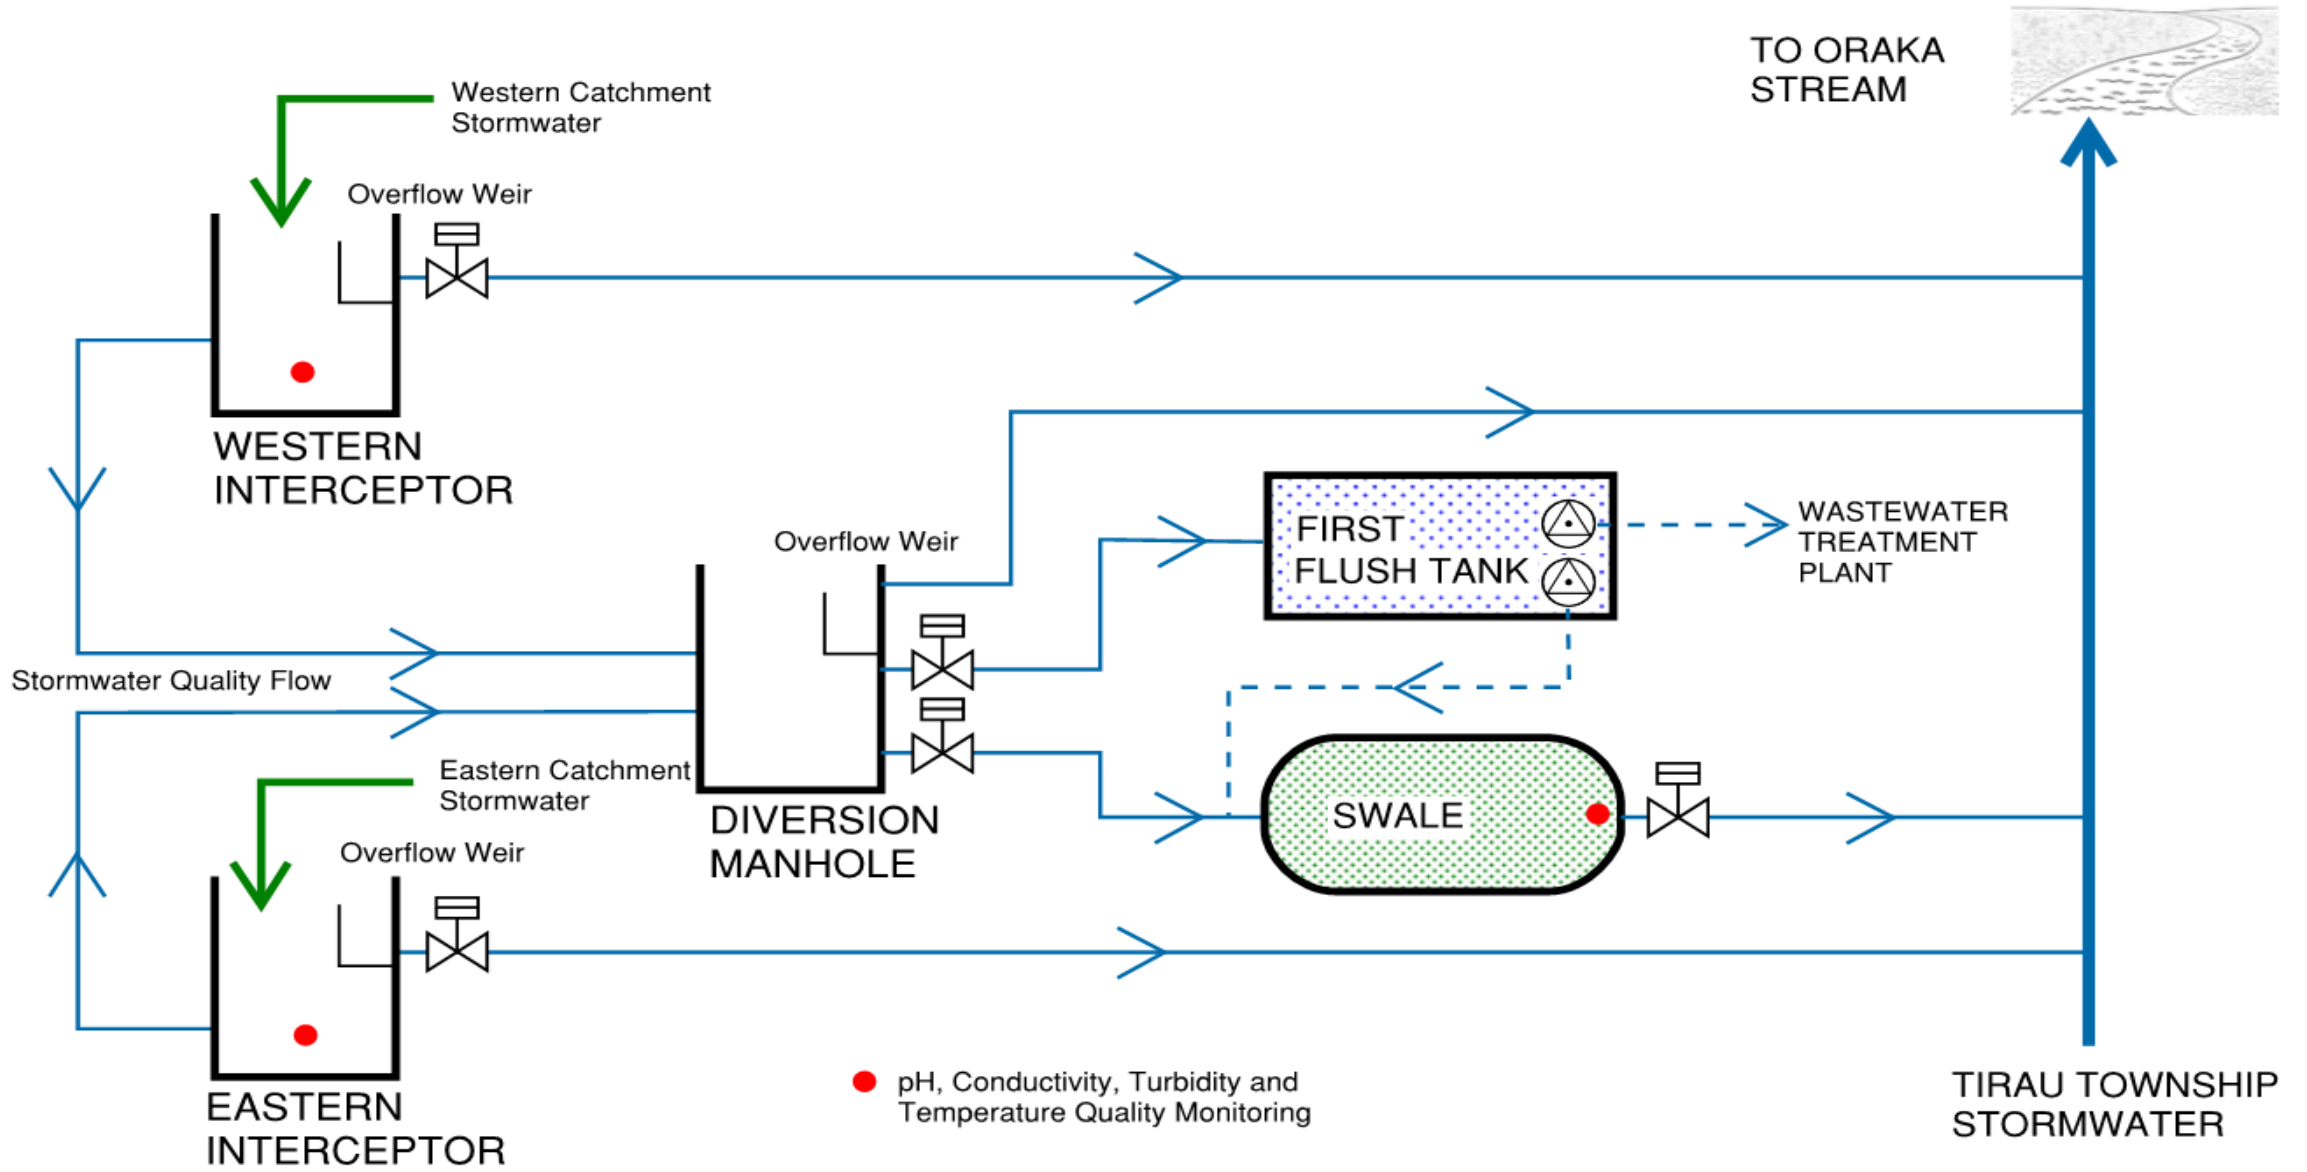 TO ORAKA
STREAM
Western Catchment
Stormwater
Overflow Weir
WESTERN
INTERCEPTOR
Overflow Weir
FIRST
FLUSH TANK
WASTEWATER
TREATMENT
PLANT
Stormwater Quality Flow
Eastern Catchment
Stormwater
DIVERSION
MANHOLE
SWALE
Overflow Weir
EASTERN
INTERCEPTOR
pH, Conductivity, Turbidity and
Temperature Quality Monitoring
TIRAU TOWNSHIP
STORMWATER